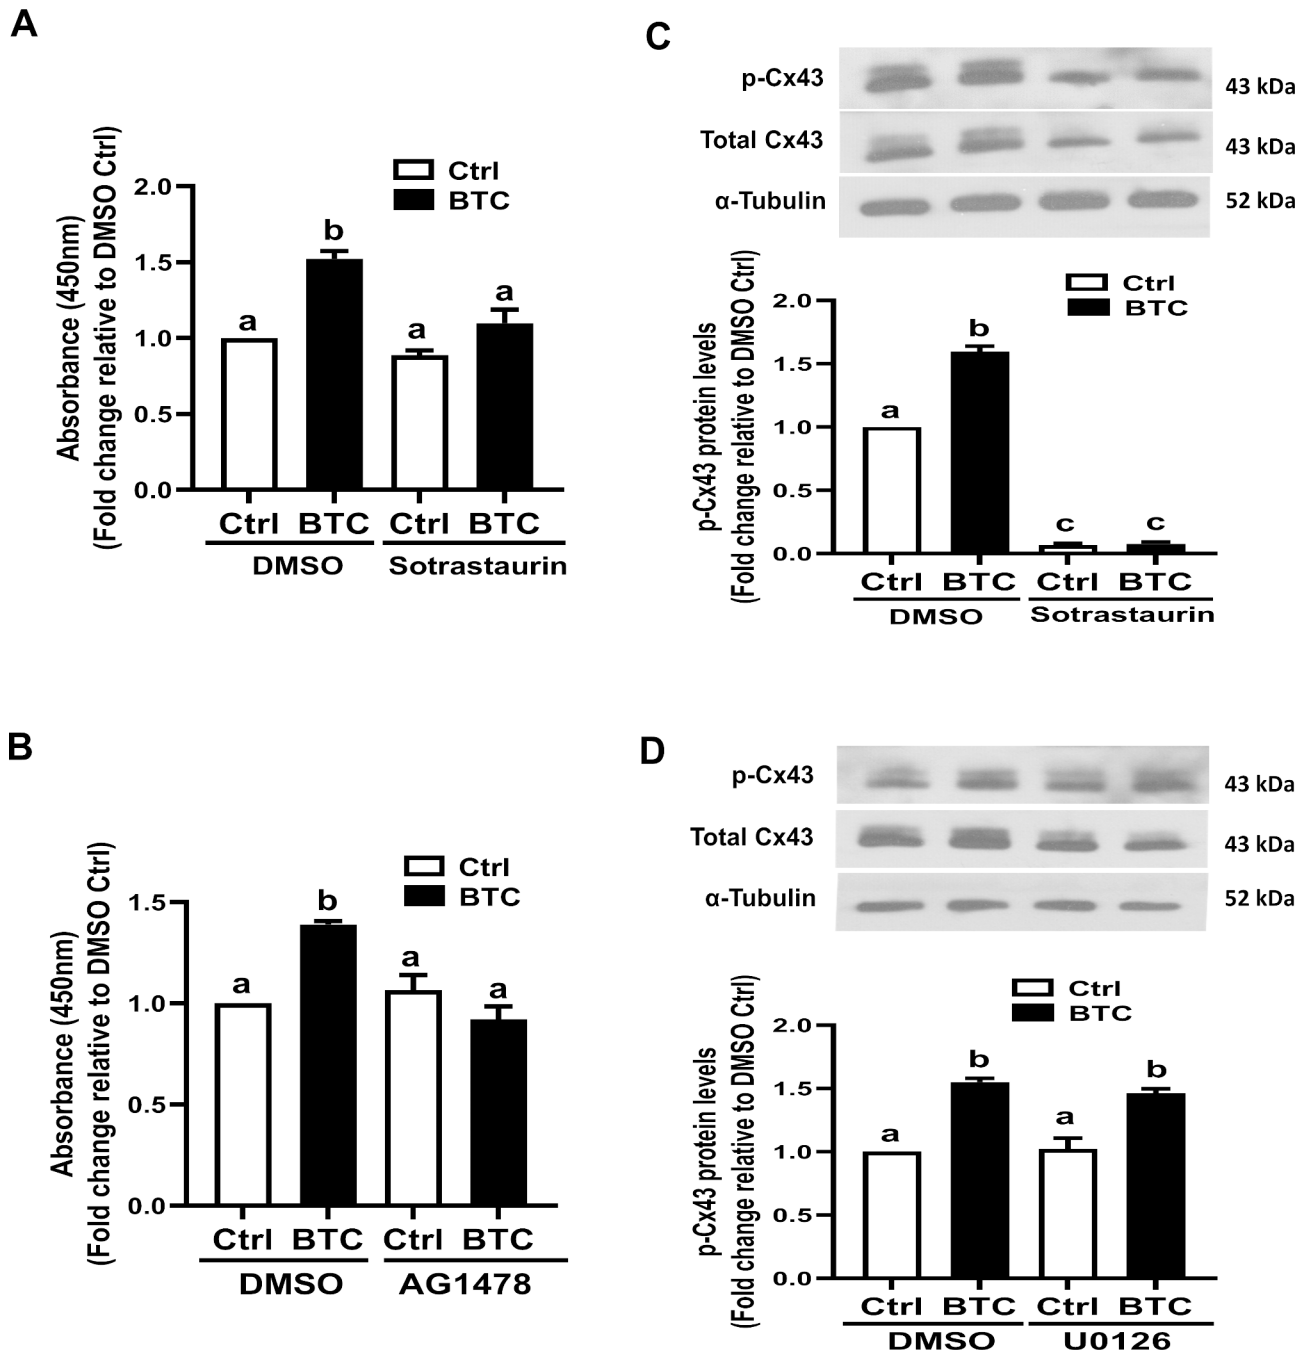 A
Absorbance (450nm)
(Fold change relative to DMSO Ctrl)
Ctrl
BTC
2.0
1.5
1.0
0.5
0.0
a
b
a
a
Ctrl BTC Ctrl BTC
DMSO Sotrastaurin
C
p-Cx43 43 kDa
Total Cx43 43 kDa
α-Tubulin 52 kDa
p-Cx43 protein levels
(Fold change relative to DMSO Ctrl)
Ctrl
BTC
2.0
1.5
1.0
0.5
0.0
a
b
c
c
Ctrl BTC Ctrl BTC
DMSO Sotrastaurin
B
Absorbance (450nm)
(Fold change relative to DMSO Ctrl)
Ctrl
BTC
1.5
1.0
0.5
0.0
a
b
a
a
Ctrl BTC Ctrl BTC
DMSO AG1478
D
p-Cx43 43 kDa
Total Cx43 43 kDa
α-Tubulin 52 kDa
p-Cx43 protein levels
(Fold change relative to DMSO Ctrl)
Ctrl
BTC
2.0
1.5
1.0
0.5
0.0
a
b
a
b
Ctrl BTC Ctrl BTC
DMSO U0126